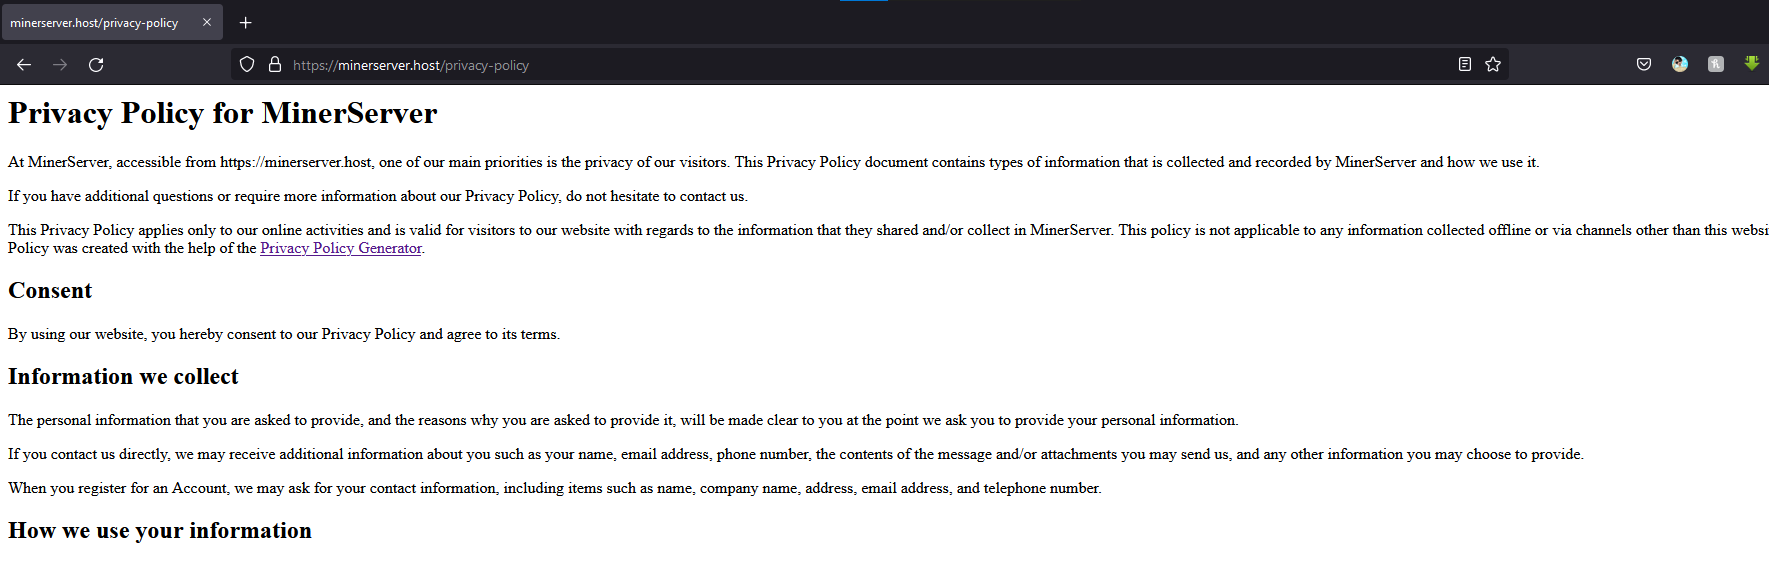 minerserver.host/privacy-policy
https://minerserver.host/privacy-policy
Privacy Policy for MinerServer
At MinerServer, accessible from https://minerserver.host, one of our main priorities is the privacy of our visitors. This Privacy Policy document contains types of information that is collected and recorded by MinerServer and how we use it.
If you have additional questions or require more information about our Privacy Policy, do not hesitate to contact us.
This Privacy Policy applies only to our online activities and is valid for visitors to our website with regards to the information that they shared and/or collect in MinerServer. This policy is not applicable to any information collected offline or via channels other than this websi
Policy was created with the help of the Privacy Policy Generator.
Consent
By using our website, you hereby consent to our Privacy Policy and agree to its terms.
Information we collect
The personal information that you are asked to provide, and the reasons why you are asked to provide it, will be made clear to you at the point we ask you to provide your personal information.
If you contact us directly, we may receive additional information about you such as your name, email address, phone number, the contents of the message and/or attachments you may send us, and any other information you may choose to provide.
When you register for an Account, we may ask for your contact information, including items such as name, company name, address, email address, and telephone number.
How we use your information